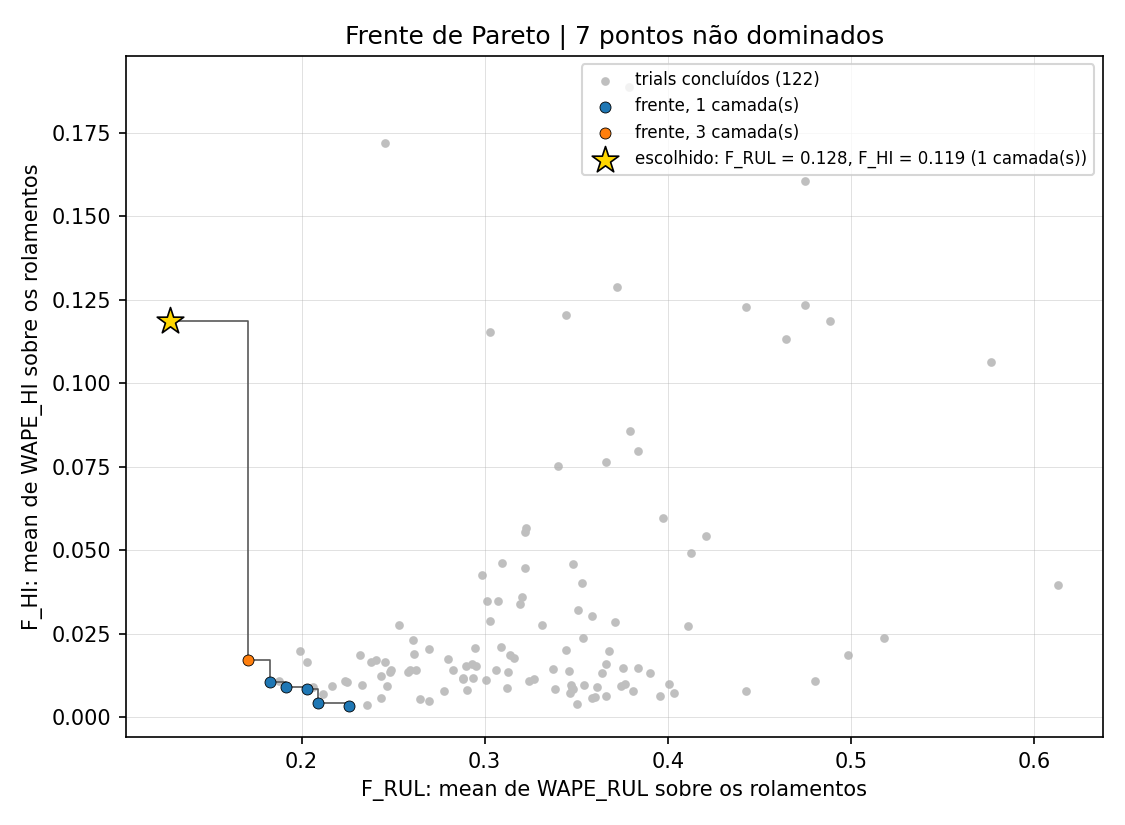 Frente de Pareto | 7 pontos não dominados
trials concluídos (122)
frente, 1 camada(s)
frente, 3 camada(s)
escolhido: F_RUL = 0.128, F_HI = 0.119 (1 camada(s))
F_HI: mean de WAPE_HI sobre os rolamentos
0.175
0.150
0.125
0.100
0.075
0.050
0.025
0.000
0.2 0.3 0.4 0.5 0.6
F_RUL: mean de WAPE_RUL sobre os rolamentos